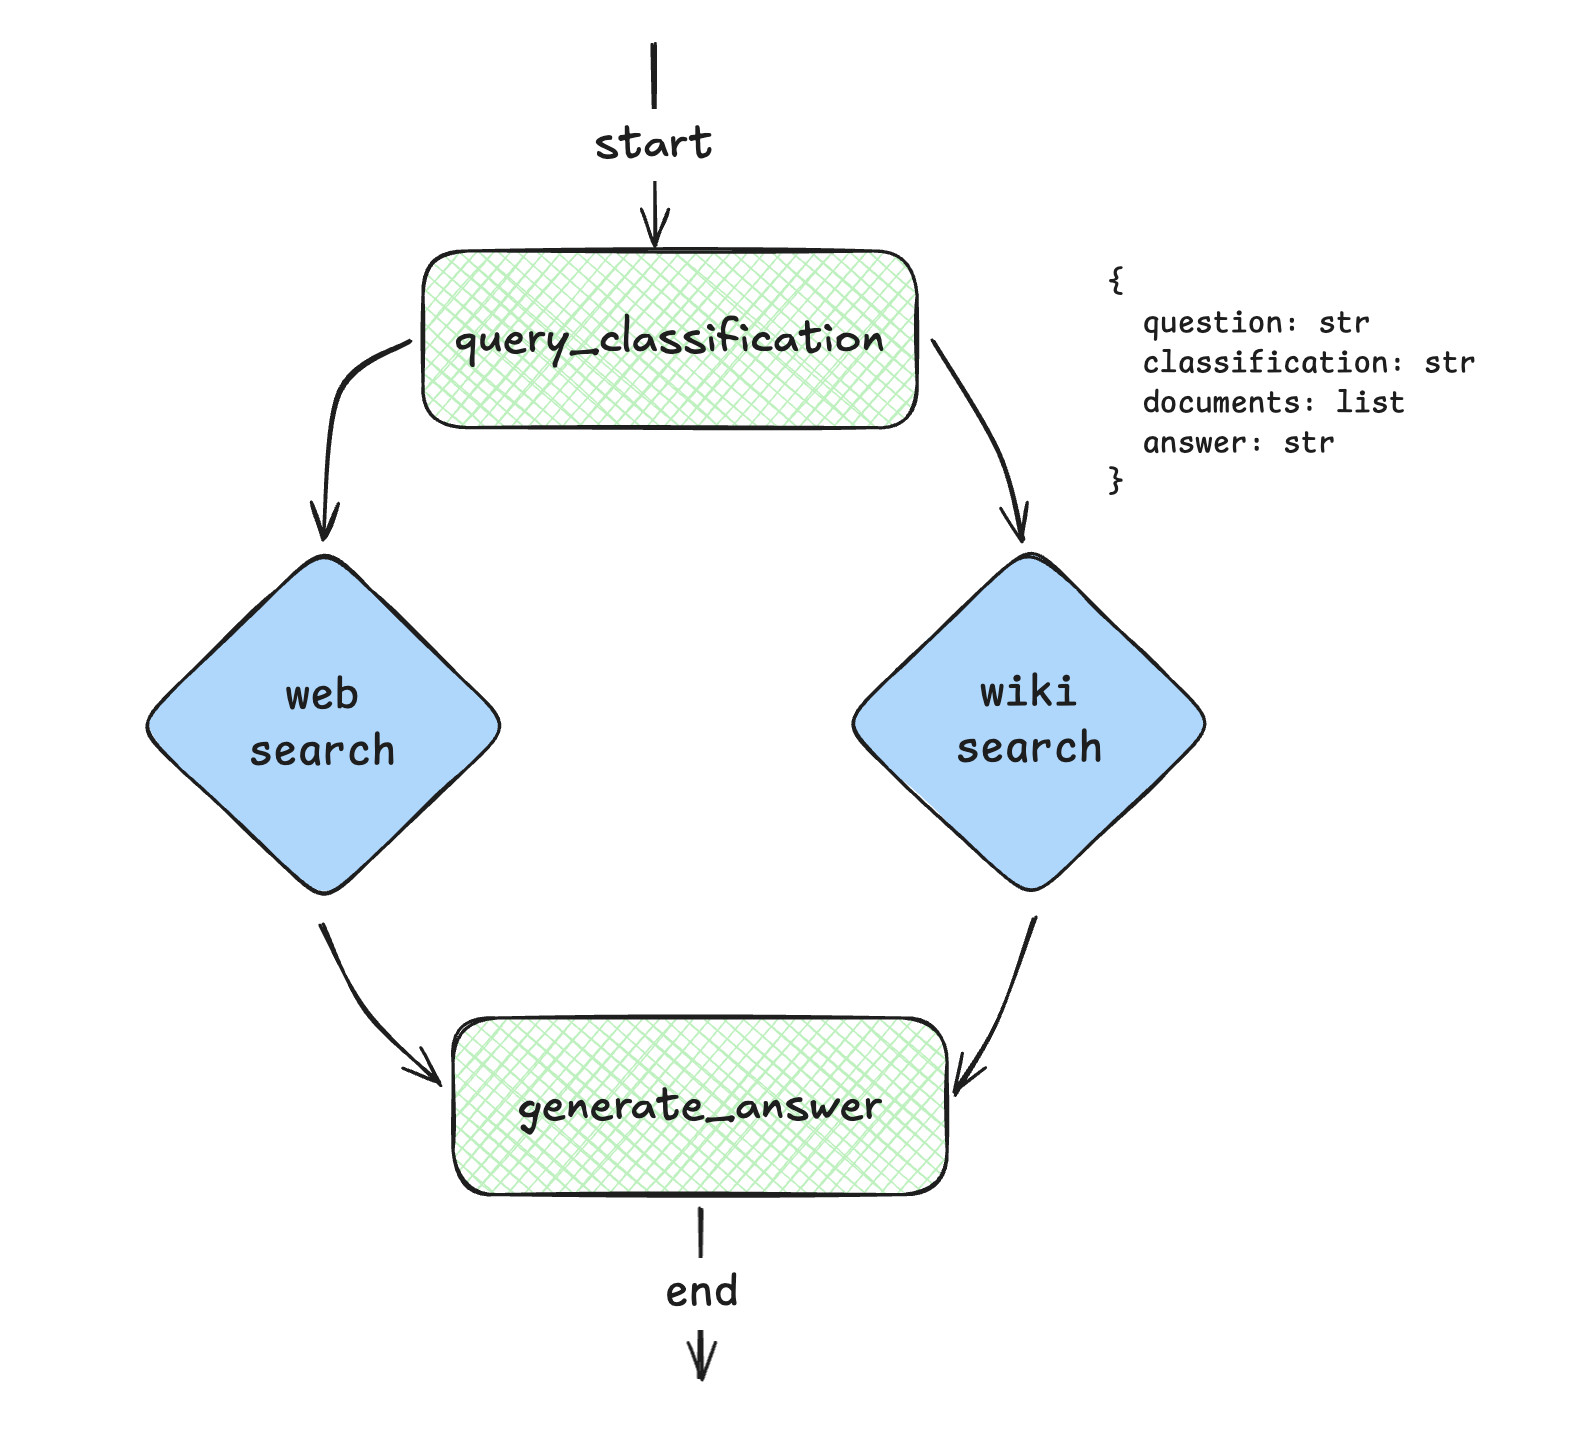 start
query_classification
{
question: str
classification: str
documents: list
answer: str
}
web
search
wiki
search
generate_answer
end